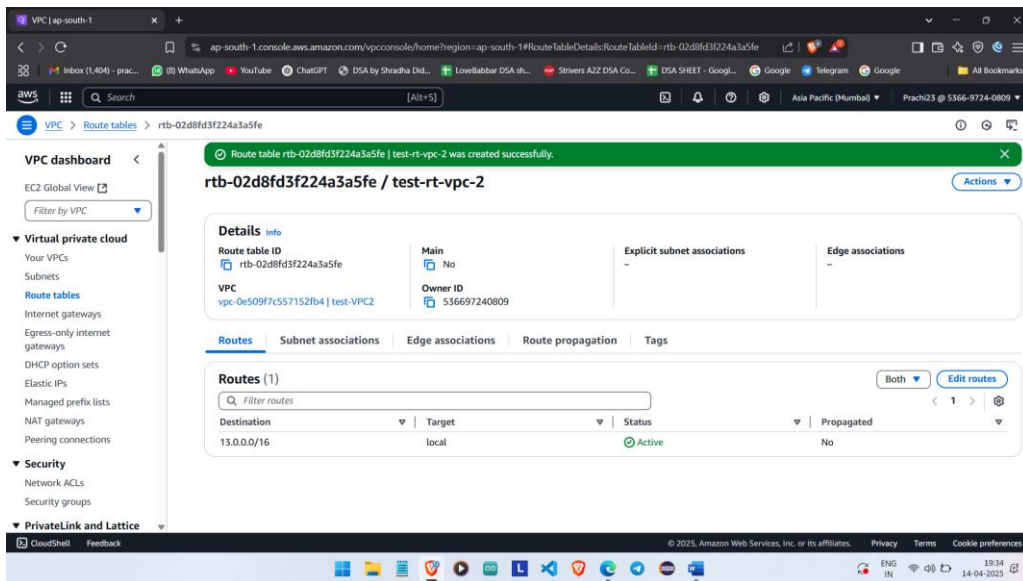 VPC | ap-south-1
ap-south-1.console.aws.amazon.com/vpcconsole/home?region=ap-south-1#RouteTableDetails:RouteTableId=rtb-02d8fd3f224a3a5fe
Inbox (1,404) - prac... (8) WhatsApp YouTube ChatGPT DSA by Shradha Did... LoveBabbar DSA sh... Strivers A2Z DSA Co... DSA SHEET - Googl... Google Telegram Google All Bookmarks
aws Search [Alt+S] Asia Pacific (Mumbai) Prachi23 @ 5366-9724-0809
VPC > Route tables > rtb-02d8fd3f224a3a5fe
VPC dashboard
EC2 Global View
Filter by VPC
Virtual private cloud
Your VPCs
Subnets
Route tables
Internet gateways
Egress-only internet
gateways
DHCP option sets
Elastic IPs
Managed prefix lists
NAT gateways
Peering connections
Security
Network ACLs
Security groups
PrivateLink and Lattice
Route table rtb-02d8fd3f224a3a5fe | test-rt-vpc-2 was created successfully.
rtb-02d8fd3f224a3a5fe / test-rt-vpc-2
Actions
Details Info
Route table ID
rtb-02d8fd3f224a3a5fe
Main
No
Explicit subnet associations
–
Edge associations
–
VPC
vpc-0e509f7c557152fb4 | test-VPC2
Owner ID
536697240809
Routes Subnet associations Edge associations Route propagation Tags
Routes (1)
Both Edit routes
Filter routes
1
Destination Target Status Propagated
13.0.0.0/16 local Active No
CloudShell Feedback © 2025, Amazon Web Services, Inc. or its affiliates. Privacy Terms Cookie preferences
ENG
IN
19:34
14-04-2025